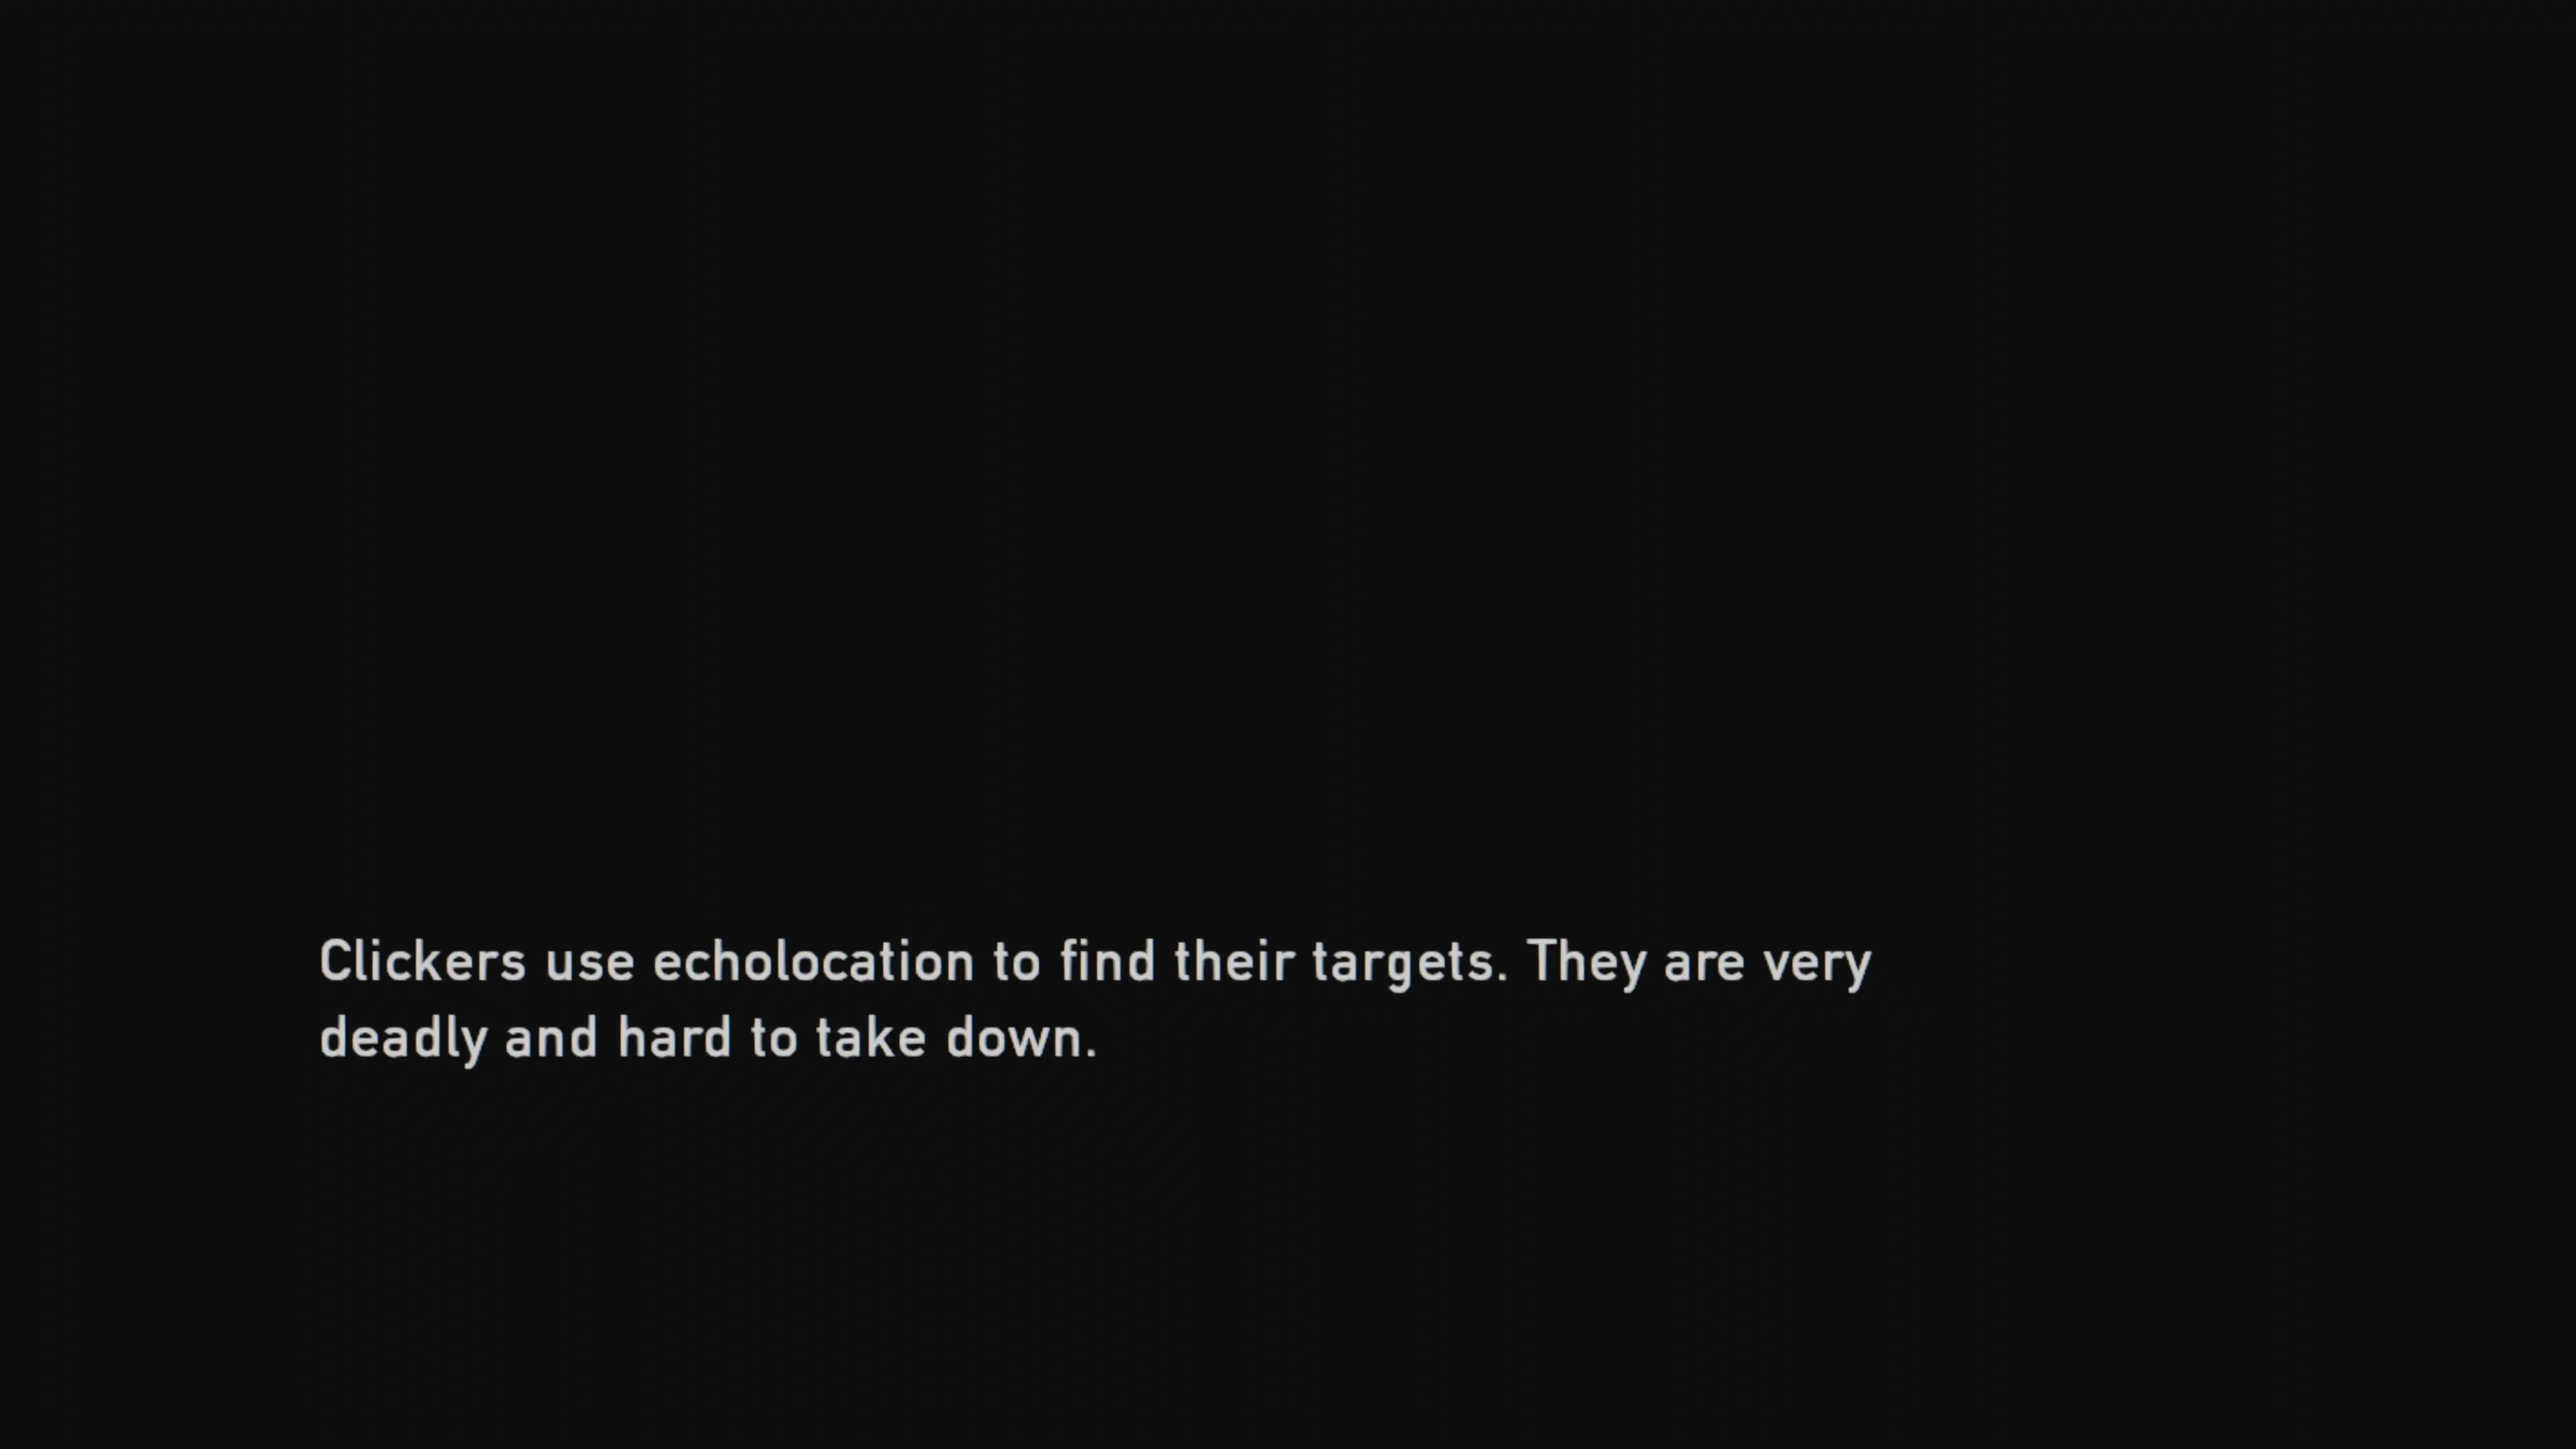 Clickers use echolocation to find their targets. They are very
deadly and hard to take down.